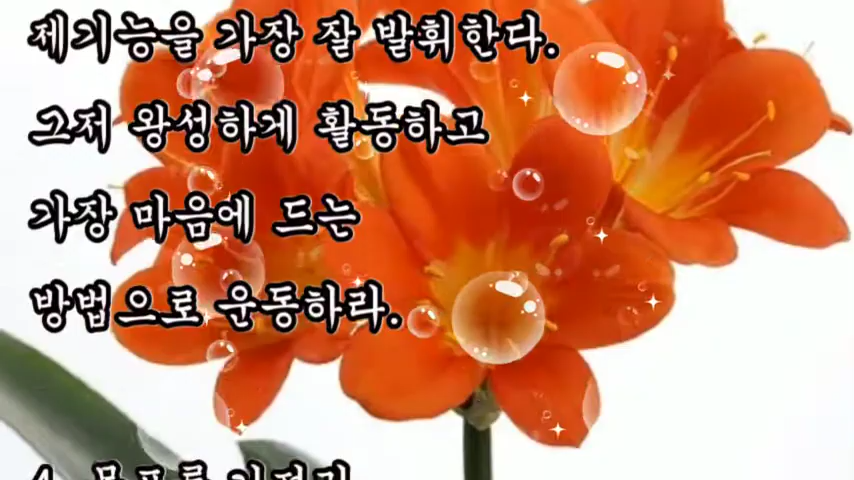 제기능을 가장 잘 발휘한다.
그저 왕성하게 활동하고
가장 마음에 드는
방법으로 운동하라.